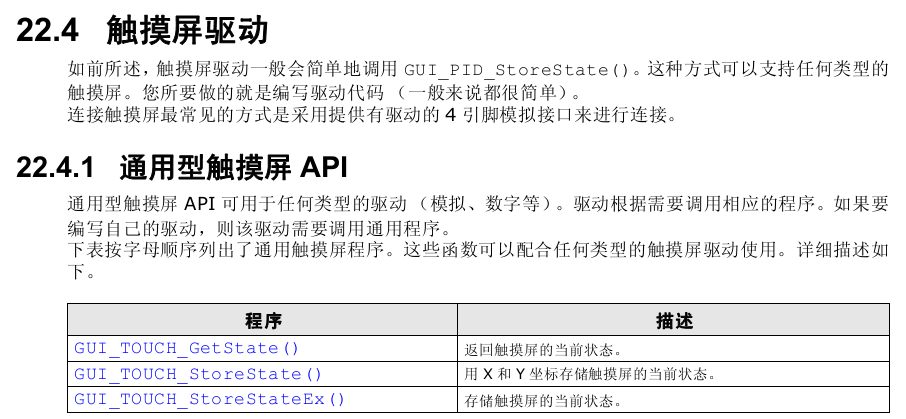 22.4 触摸屏驱动
如前所述，触摸屏驱动一般会简单地调用 GUI_PID_StoreState()。这种方式可以支持任何类型的
触摸屏。您所要做的就是编写驱动代码（一般来说都很简单）。
连接触摸屏最常见的方式是采用提供有驱动的 4 引脚模拟接口来进行连接。
22.4.1 通用型触摸屏 API
通用型触摸屏 API 可用于任何类型的驱动（模拟、数字等）。驱动根据需要调用相应的程序。如果要
编写自己的驱动，则该驱动需要调用通用程序。
下表按字母顺序列出了通用触摸屏程序。这些函数可以配合任何类型的触摸屏驱动使用。详细描述如
下。
程序 描述
GUI_TOUCH_GetState() 返回触摸屏的当前状态。
GUI_TOUCH_StoreState() 用 X 和 Y 坐标存储触摸屏的当前状态。
GUI_TOUCH_StoreStateEx() 存储触摸屏的当前状态。